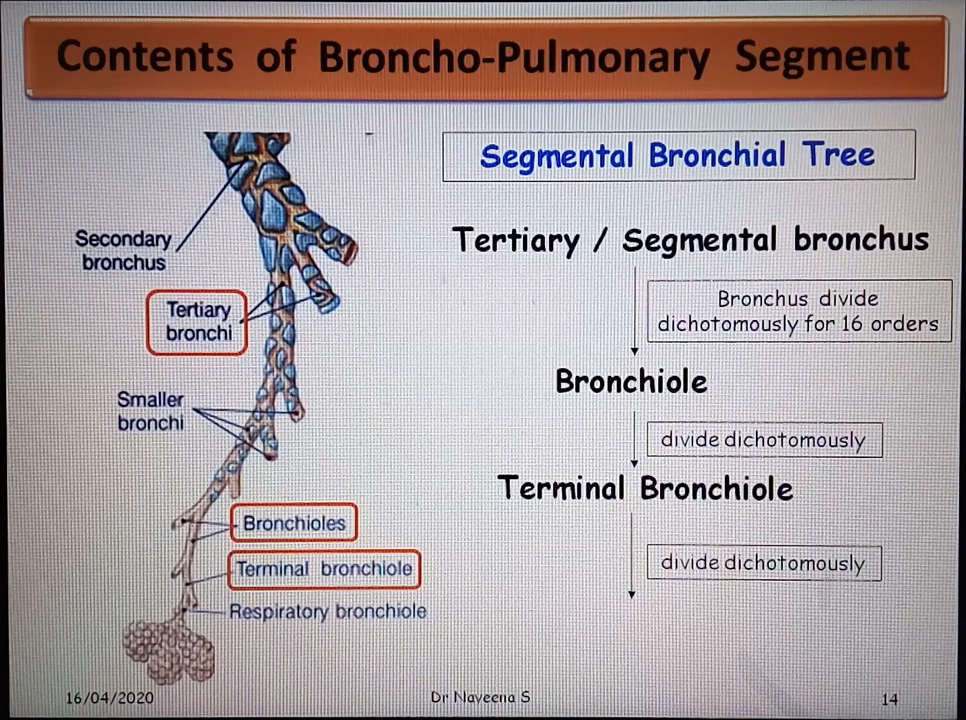 Contents of Broncho-Pulmonary Segment
Secondary
bronchus
Tertiary
bronchi
Smaller
bronchi
Bronchioles
Terminal bronchiole
Respiratory bronchiole
Segmental Bronchial Tree
Tertiary / Segmental bronchus
Bronchus divide
dichotomously for 16 orders
Bronchiole
divide dichotomously
Terminal Bronchiole
divide dichotomously
16/04/2020
Dr Naveena S
14